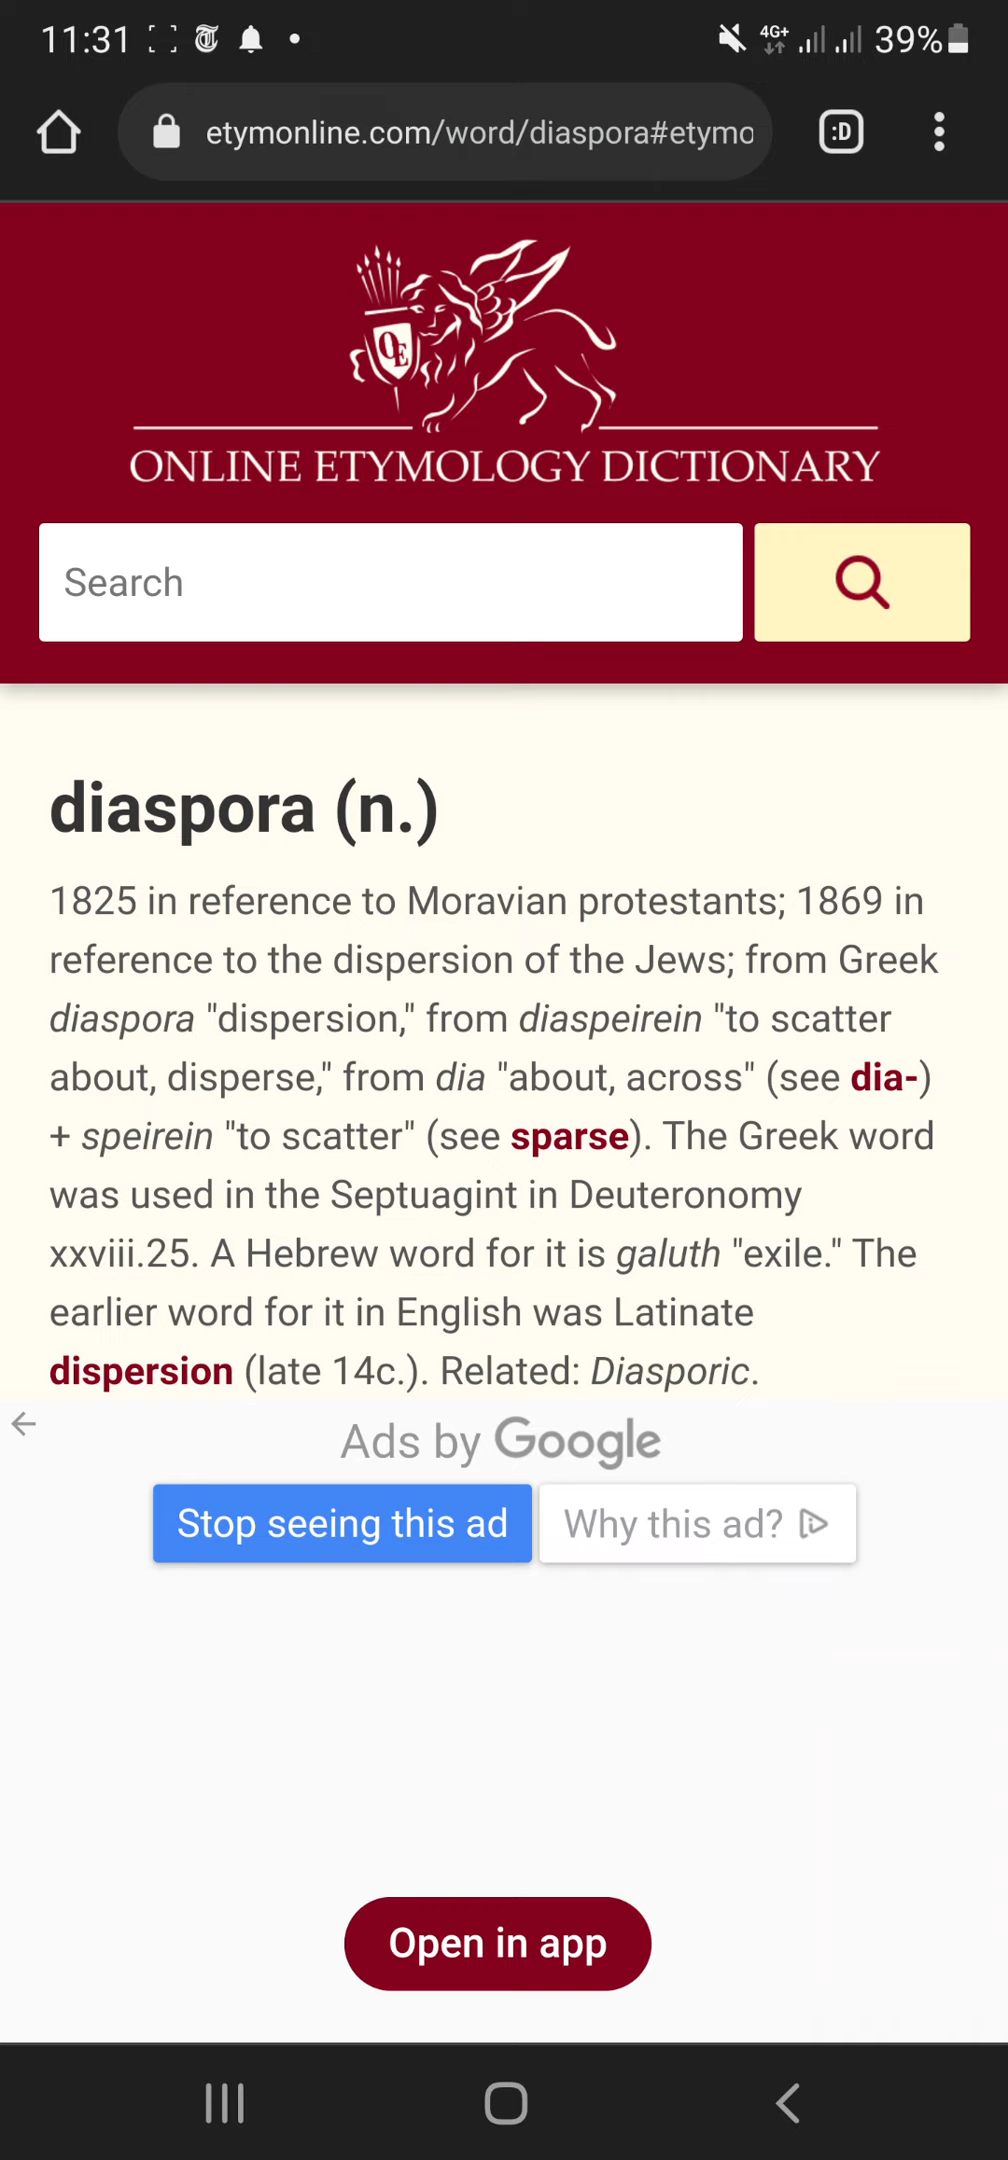 11:31 4G+ 39%
etymonline.com/word/diaspora#etymo :D
OE
ONLINE ETYMOLOGY DICTIONARY
Search
diaspora (n.)
1825 in reference to Moravian protestants; 1869 in
reference to the dispersion of the Jews; from Greek
diaspora "dispersion," from diaspeirein "to scatter
about, disperse," from dia "about, across" (see dia-)
+ speirein "to scatter" (see sparse). The Greek word
was used in the Septuagint in Deuteronomy
xxviii.25. A Hebrew word for it is galuth "exile." The
earlier word for it in English was Latinate
dispersion (late 14c.). Related: Diasporic.
Ads by Google
Stop seeing this ad Why this ad?
Open in app